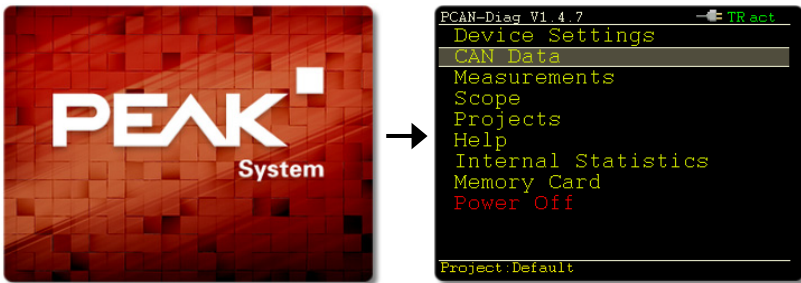 PEAK
System
PCAN-Diag V1.4.7 TR act
Device Settings
CAN Data
Measurements
Scope
Projects
Help
Internal Statistics
Memory Card
Power Off
Project:Default